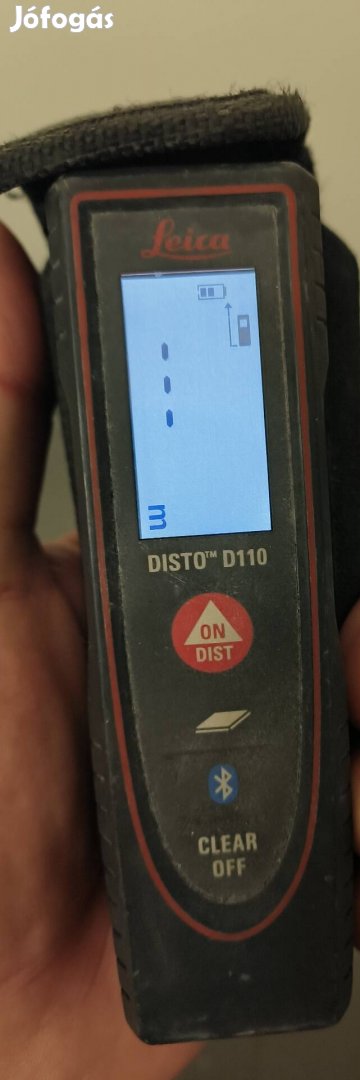 Jófogás
Leica
m
DISTO™ D110
ON
DIST
CLEAR
OFF